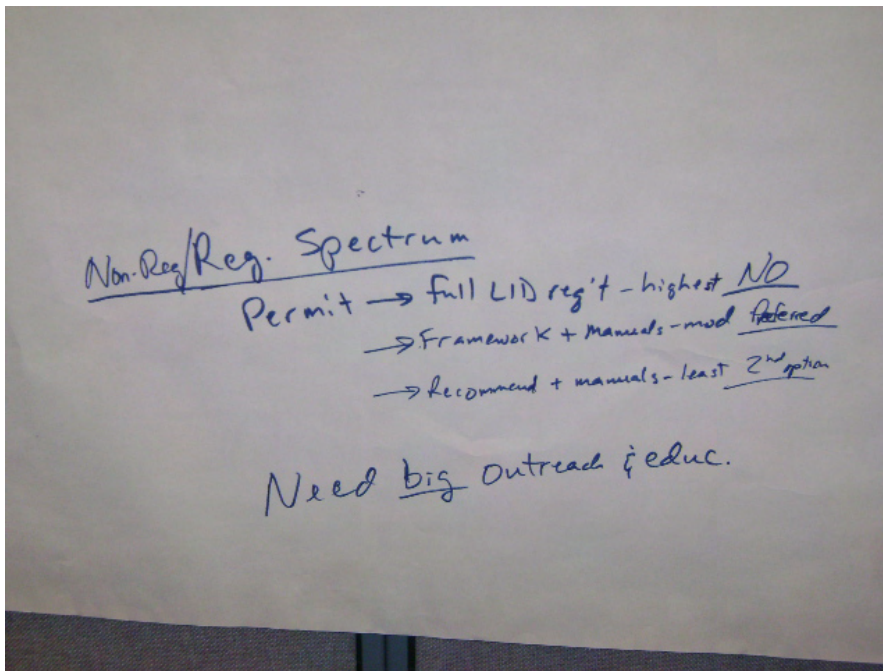 Non-Reg/Reg. Spectrum
Permit → full LID reg't - highest NO
→ Framework + Manuals - mod Preferred
→ Recommend + manuals - least 2nd option
Need big outreach & educ.